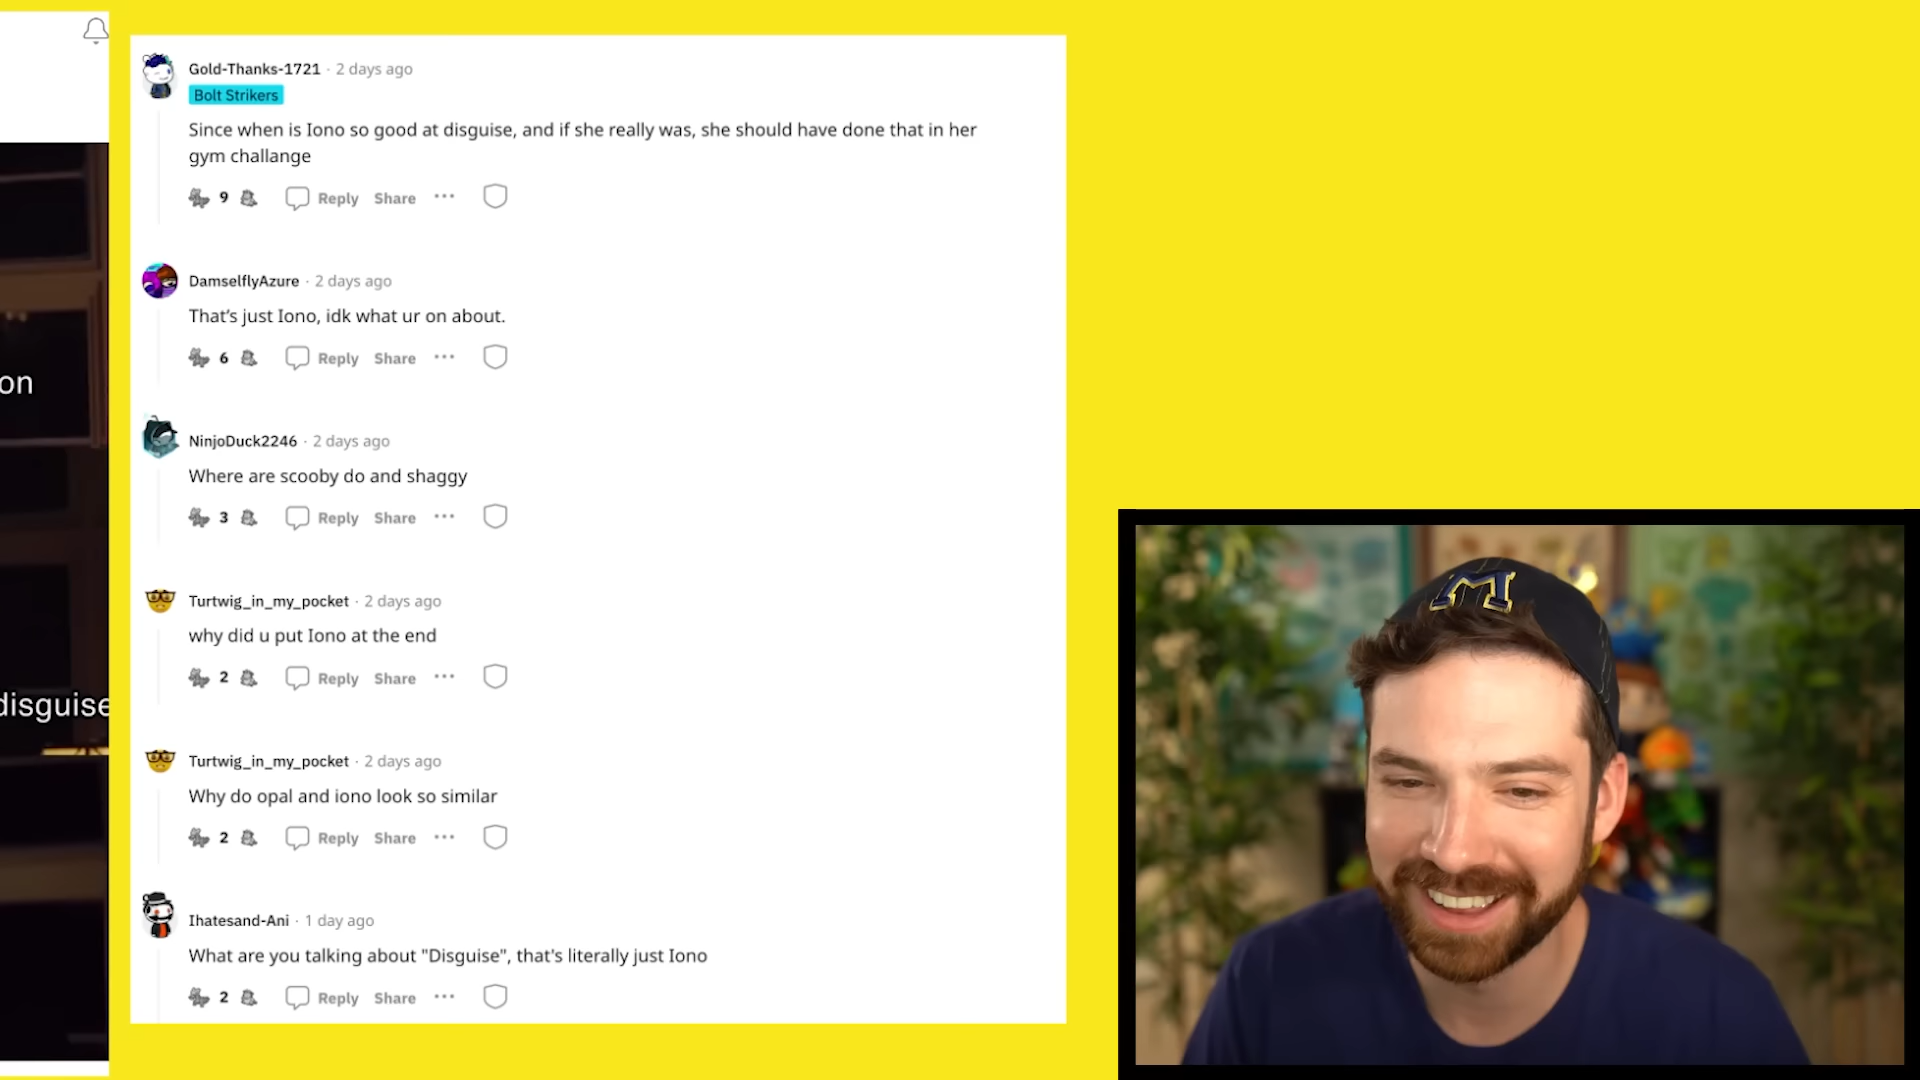 on
disguise
Gold-Thanks-1721 · 2 days ago
Bolt Strikers
Since when is Iono so good at disguise, and if she really was, she should have done that in her
gym challange
9 Reply Share ···
DamselflyAzure · 2 days ago
That's just Iono, idk what ur on about.
6 Reply Share ···
NinjoDuck2246 · 2 days ago
Where are scooby do and shaggy
3 Reply Share ···
Turtwig_in_my_pocket · 2 days ago
why did u put Iono at the end
2 Reply Share ···
Turtwig_in_my_pocket · 2 days ago
Why do opal and iono look so similar
2 Reply Share ···
Ihatesand-Ani · 1 day ago
What are you talking about "Disguise", that's literally just Iono
2 Reply Share ···
M